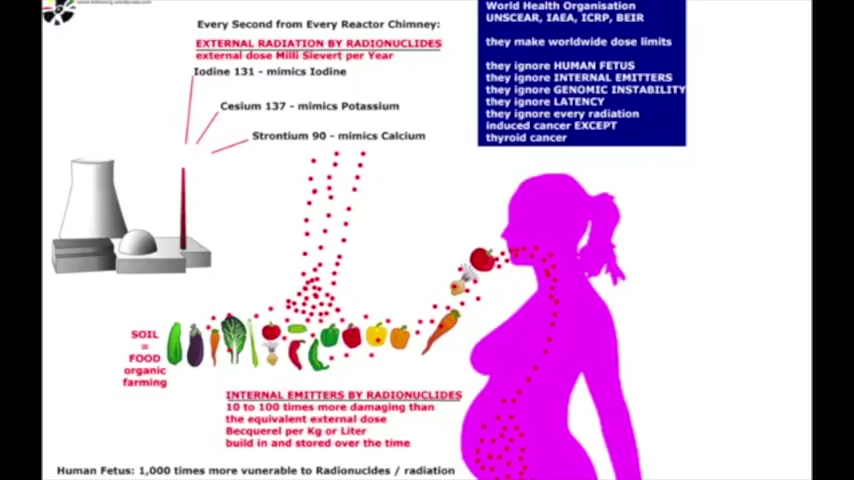 Every Second from Every Reactor Chimney:
EXTERNAL RADIATION BY RADIONUCLIDES
external dose Milli Sievert per Year
Iodine 131 - mimics Iodine
Cesium 137 - mimics Potassium
Strontium 90 - mimics Calcium
World Health Organisation
UNSCEAR, IAEA, ICRP, BEIR
they make worldwide dose limits
they ignore HUMAN FETUS
they ignore INTERNAL EMITTERS
they ignore GENOMIC INSTABILITY
they ignore LATENCY
they ignore every radiation
induced cancer EXCEPT
thyroid cancer
SOIL
=
FOOD
organic
farming
INTERNAL EMITTERS BY RADIONUCLIDES
10 to 100 times more damaging than
the equivalent external dose
Becquerel per Kg or Liter
build in and stored over the time
Human Fetus: 1,000 times more vunerable to Radionuclides / radiation